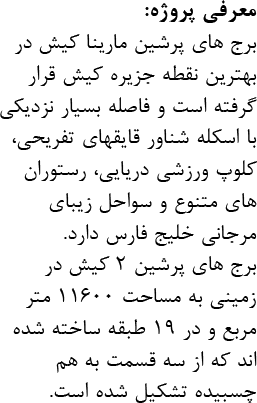 معرفی پروژه:
برج های پرشین مارینا کیش در
بهترین نقطه جزیره کیش قرار
گرفته است و فاصله بسیار نزدیکی
با اسکله شناور قایقهای تفریحی،
کلوپ ورزشی دریایی، رستوران
های متنوع و سواحل زیبای
مرجانی خلیج فارس دارد.
برج های پرشین ۲ کیش در
زمینی به مساحت ۱۱۶۰۰ متر
مربع و در ۱۹ طبقه ساخته شده
اند که از سه قسمت به هم
چسبیده تشکیل شده است.